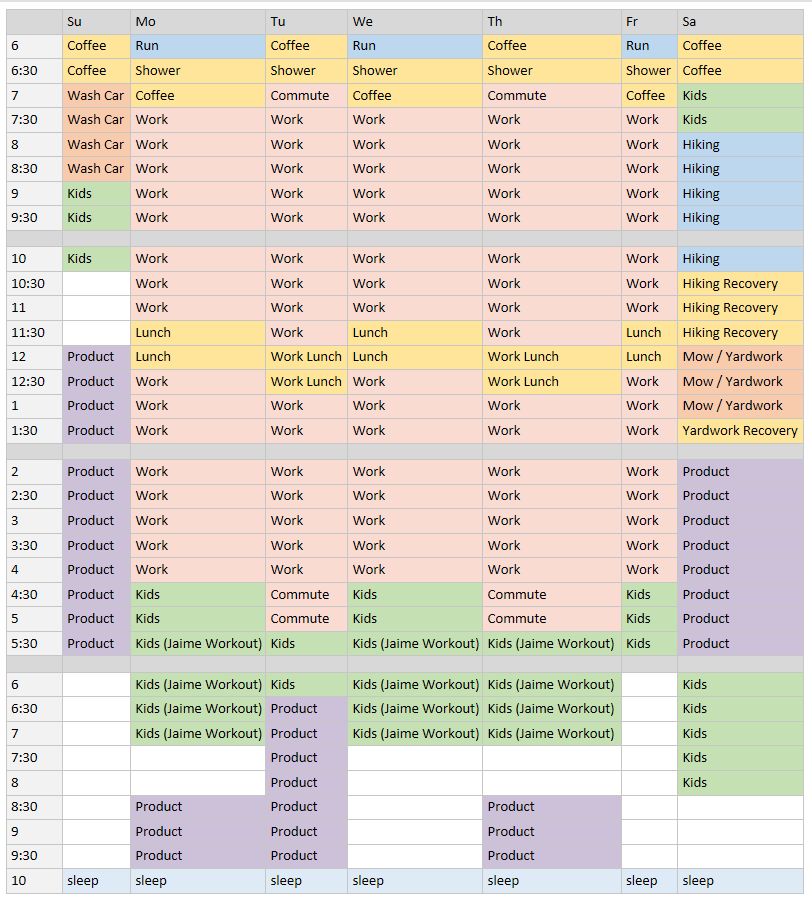 Su Mo Tu We Th Fr Sa
6 Coffee Run Coffee Run Coffee Run Coffee
6:30 Coffee Shower Shower Shower Shower Shower Coffee
7 Wash Car Coffee Commute Coffee Commute Coffee Kids
7:30 Wash Car Work Work Work Work Work Kids
8 Wash Car Work Work Work Work Work Hiking
8:30 Wash Car Work Work Work Work Work Hiking
9 Kids Work Work Work Work Work Hiking
9:30 Kids Work Work Work Work Work Hiking
10 Kids Work Work Work Work Work Hiking
10:30 Work Work Work Work Work Hiking Recovery
11 Work Work Work Work Work Hiking Recovery
11:30 Lunch Work Lunch Work Lunch Hiking Recovery
12 Product Lunch Work Lunch Lunch Work Lunch Lunch Mow / Yardwork
12:30 Product Work Work Lunch Work Work Lunch Work Mow / Yardwork
1 Product Work Work Work Work Work Mow / Yardwork
1:30 Product Work Work Work Work Work Yardwork Recovery
2 Product Work Work Work Work Work Product
2:30 Product Work Work Work Work Work Product
3 Product Work Work Work Work Work Product
3:30 Product Work Work Work Work Work Product
4 Product Work Work Work Work Work Product
4:30 Product Kids Commute Kids Commute Kids Product
5 Product Kids Commute Kids Commute Kids Product
5:30 Product Kids (Jaime Workout) Kids Kids (Jaime Workout) Kids (Jaime Workout) Kids Product
6 Kids (Jaime Workout) Kids Kids (Jaime Workout) Kids (Jaime Workout) Kids
6:30 Kids (Jaime Workout) Product Kids (Jaime Workout) Kids (Jaime Workout) Kids
7 Kids (Jaime Workout) Product Kids (Jaime Workout) Kids (Jaime Workout) Kids
7:30 Product Kids
8 Product Kids
8:30 Product Product Product
9 Product Product Product
9:30 Product Product Product
10 sleep sleep sleep sleep sleep sleep sleep